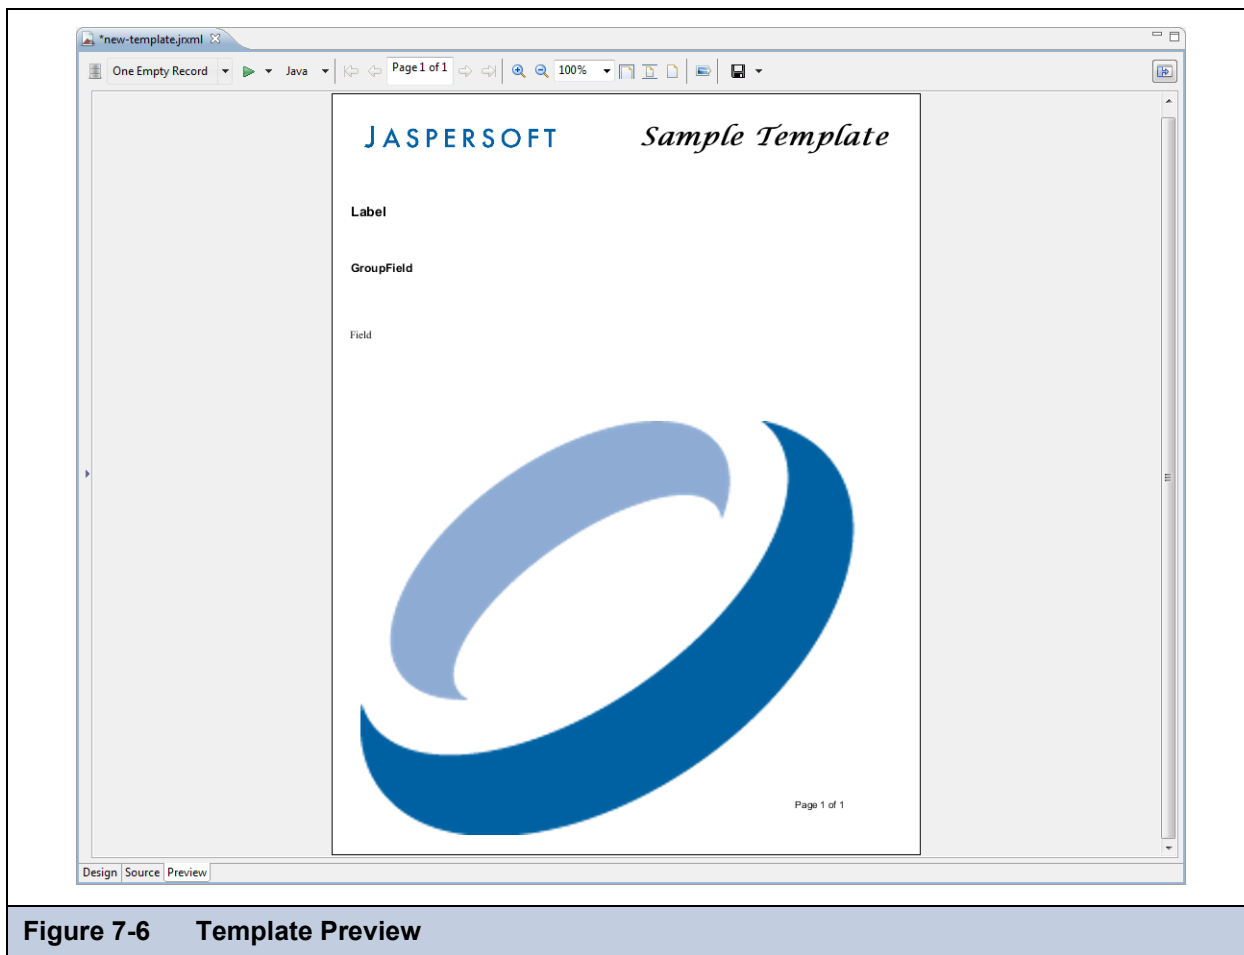 *new-template.jrxml
One Empty Record Java Page 1 of 1 100%
JASPERSOFT Sample Template
Label
GroupField
Field
Page 1 of 1
Design Source Preview
Figure 7-6 Template Preview